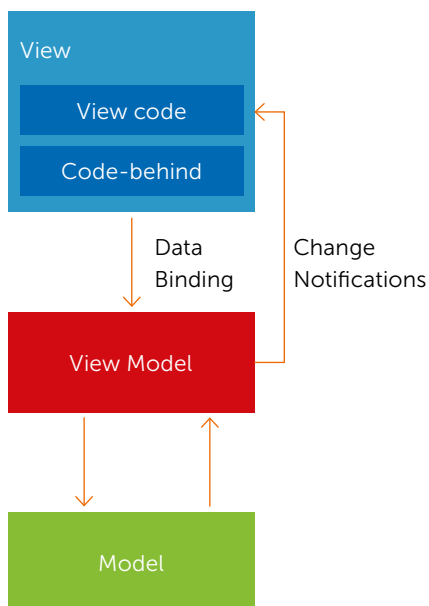 View
View code
Code-behind
Data
Binding
Change
Notifications
View Model
Model